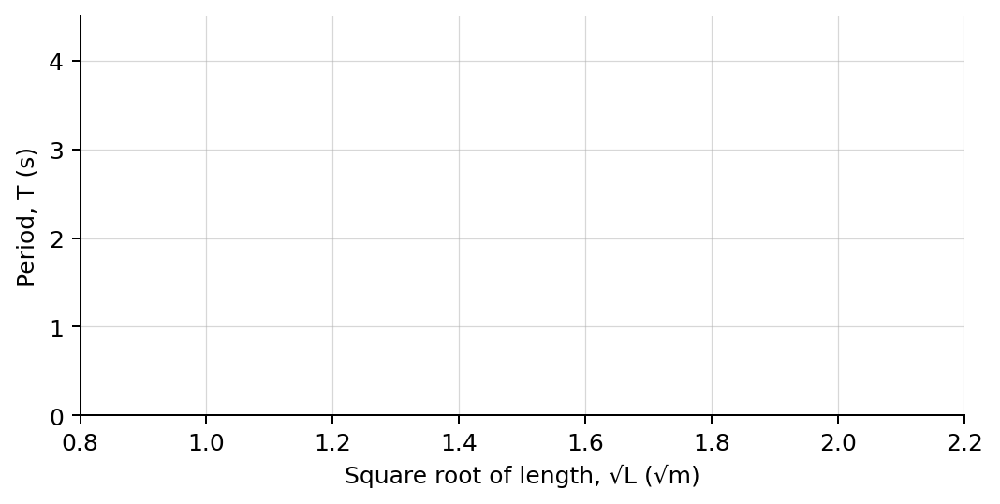 4
3
2
1
0
Period, T (s)
0.8 1.0 1.2 1.4 1.6 1.8 2.0 2.2
Square root of length, √L (√m)